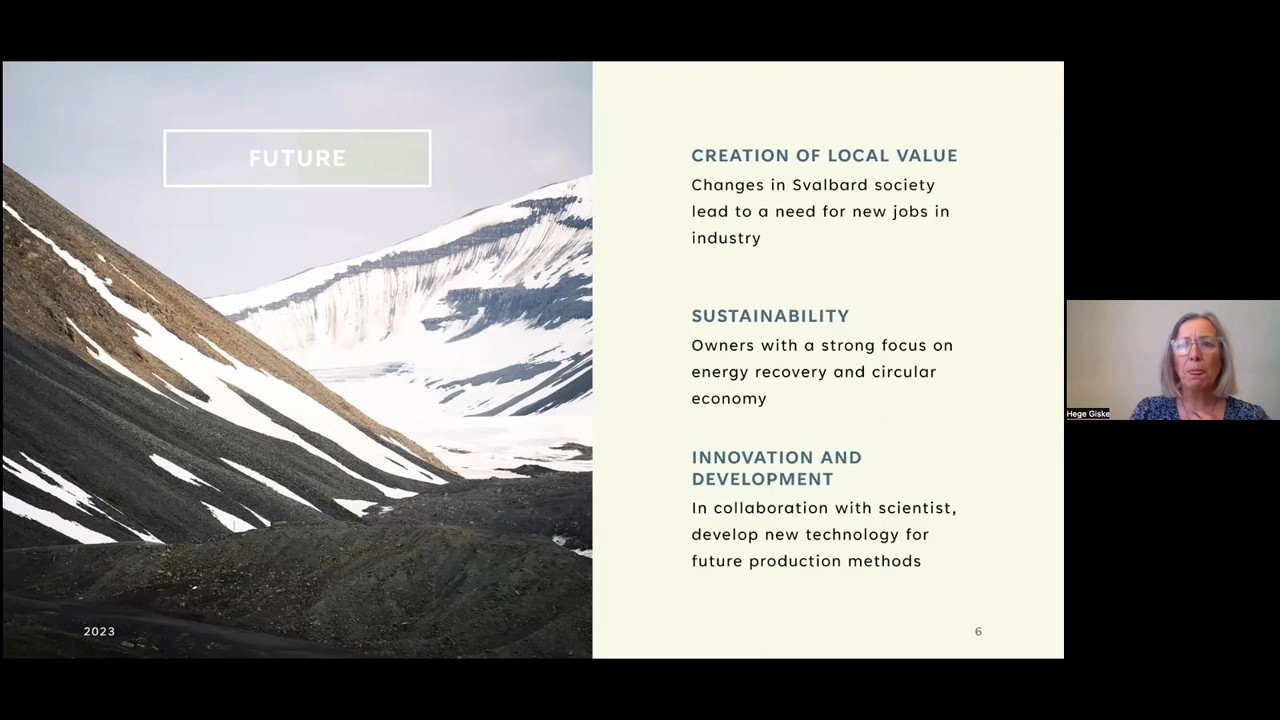 FUTURE
CREATION OF LOCAL VALUE
Changes in Svalbard society
lead to a need for new jobs in
industry
SUSTAINABILITY
Owners with a strong focus on
energy recovery and circular
economy
INNOVATION AND
DEVELOPMENT
In collaboration with scientist,
develop new technology for
future production methods
2023
6
Hege Giske